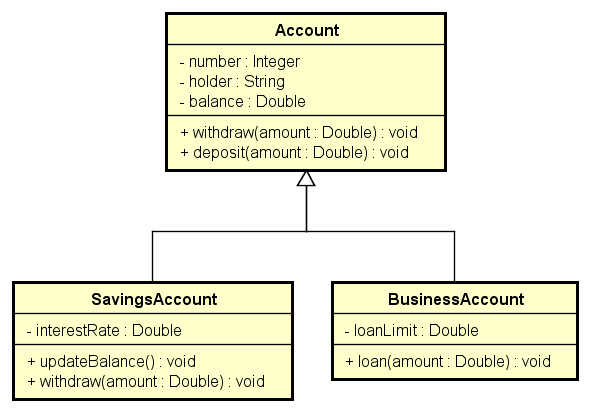 Account
- number : Integer
- holder : String
- balance : Double
+ withdraw(amount : Double) : void
+ deposit(amount : Double) : void
SavingsAccount
- interestRate : Double
+ updateBalance() : void
+ withdraw(amount : Double) : void
BusinessAccount
- loanLimit : Double
+ loan(amount : Double) : void